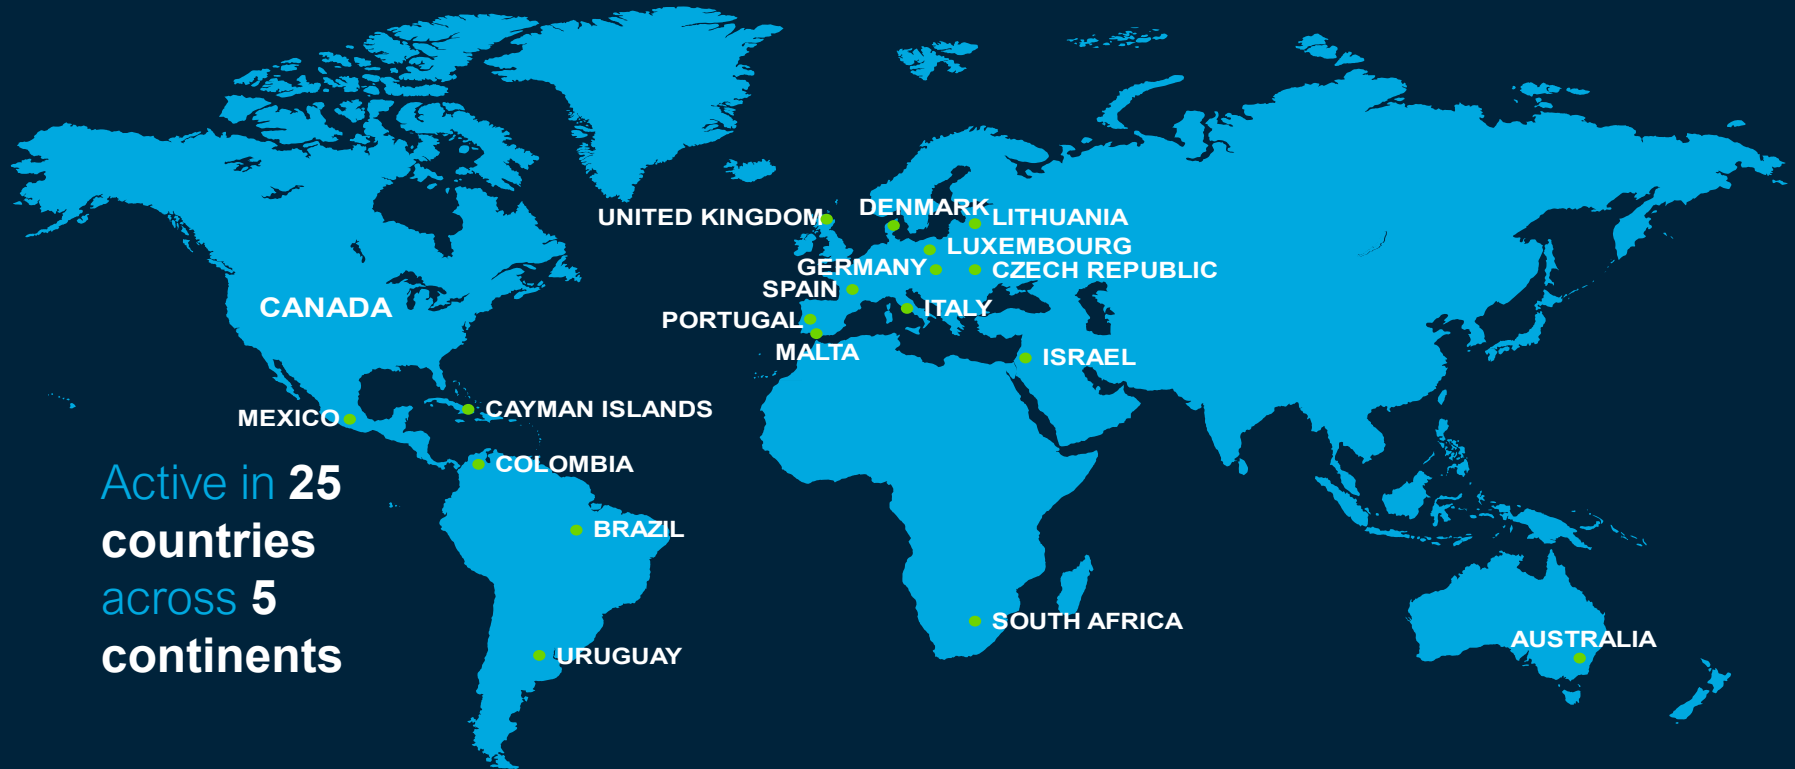 UNITED KINGDOM
DENMARK
LITHUANIA
LUXEMBOURG
GERMANY
CZECH REPUBLIC
SPAIN
CANADA
ITALY
PORTUGAL
MALTA
ISRAEL
MEXICO
CAYMAN ISLANDS
COLOMBIA
Active in 25
countries
across 5
continents
BRAZIL
SOUTH AFRICA
URUGUAY
AUSTRALIA